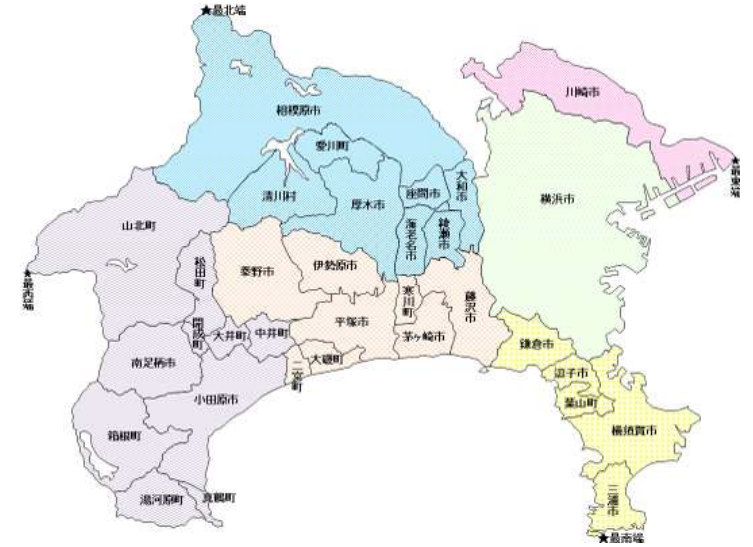 ★最北端
川崎市
相模原市
愛川町
★最東端
大和市
座間市
清川村
厚木市
横浜市
山北町
海老名市
綾瀬市
松田町
秦野市
伊勢原市
★最西端
寒川町
藤沢市
開成町
大井町
中井町
平塚市
茅ヶ崎市
鎌倉市
南足柄市
大磯町
二宮町
逗子市
小田原市
葉山町
箱根町
横須賀市
湯河原町
真鶴町
三浦市
★最南端